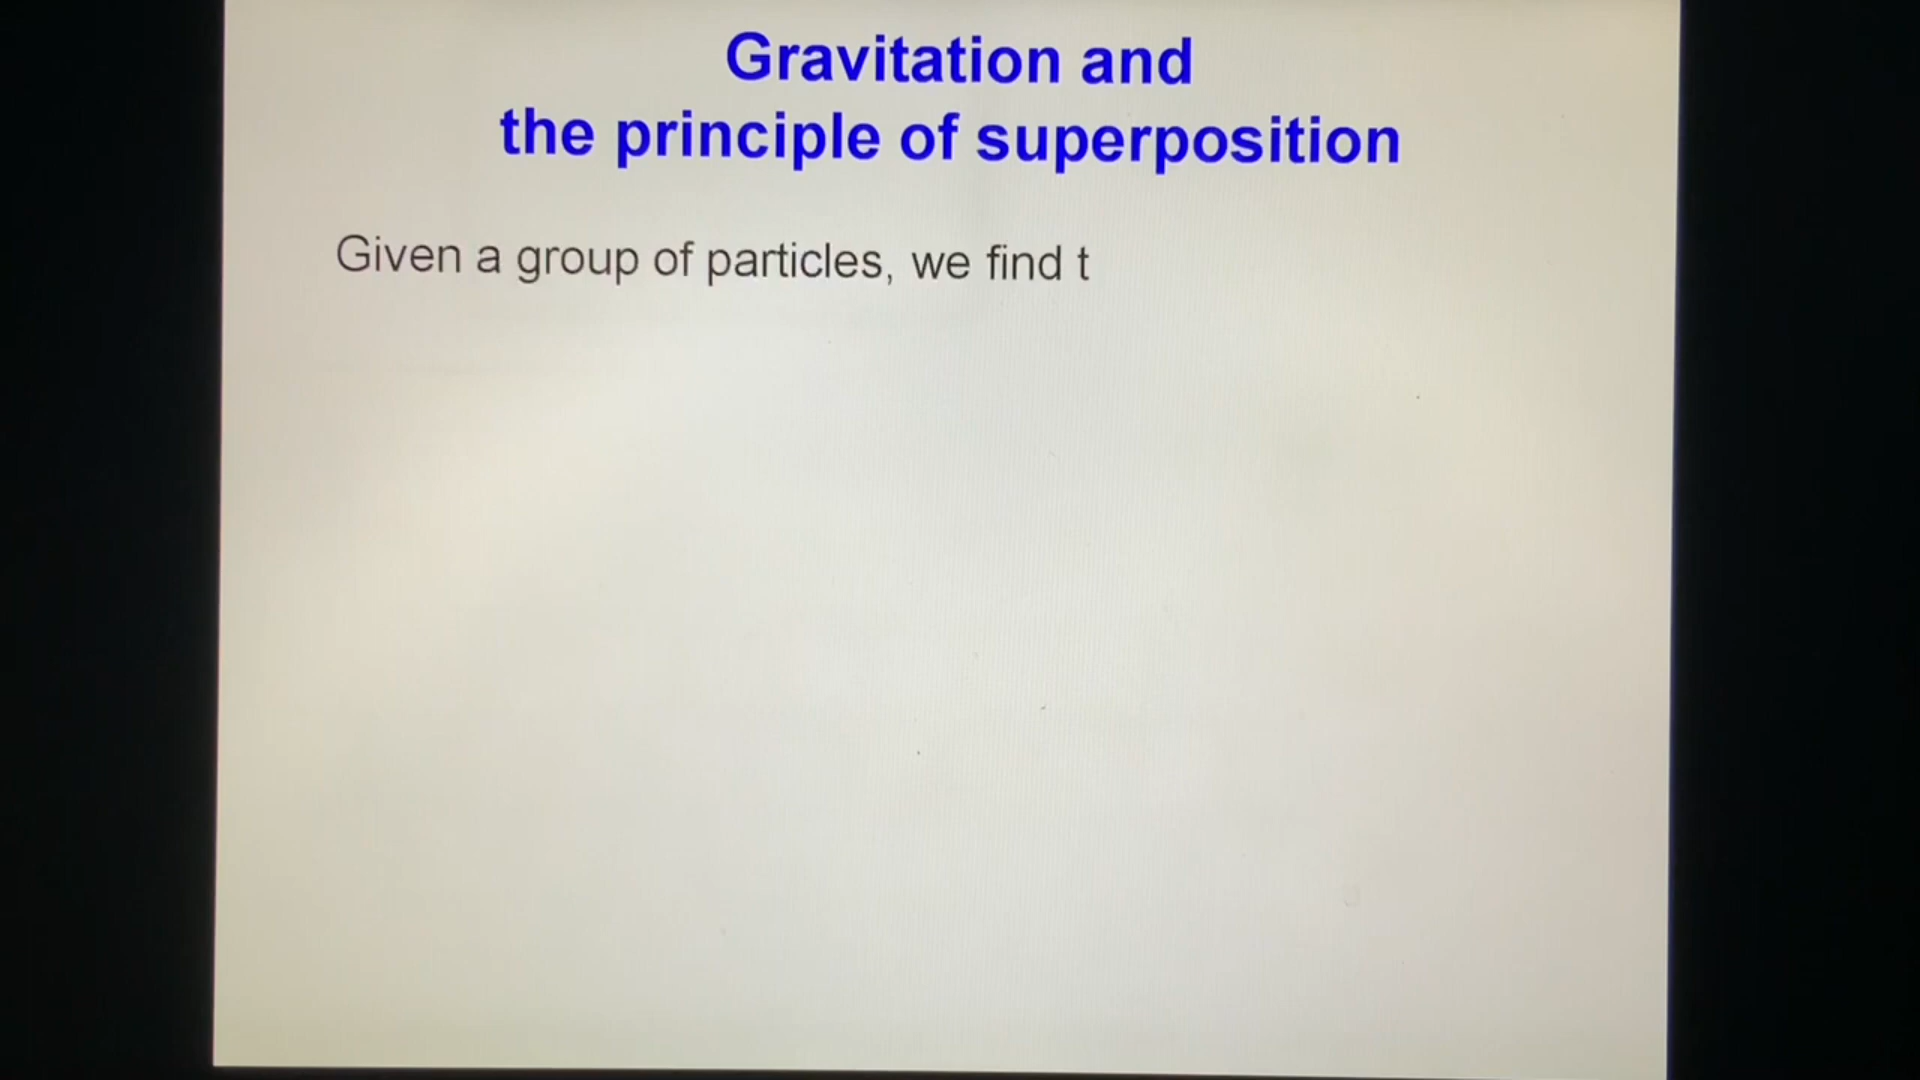 Gravitation and
the principle of superposition
Given a group of particles, we find t